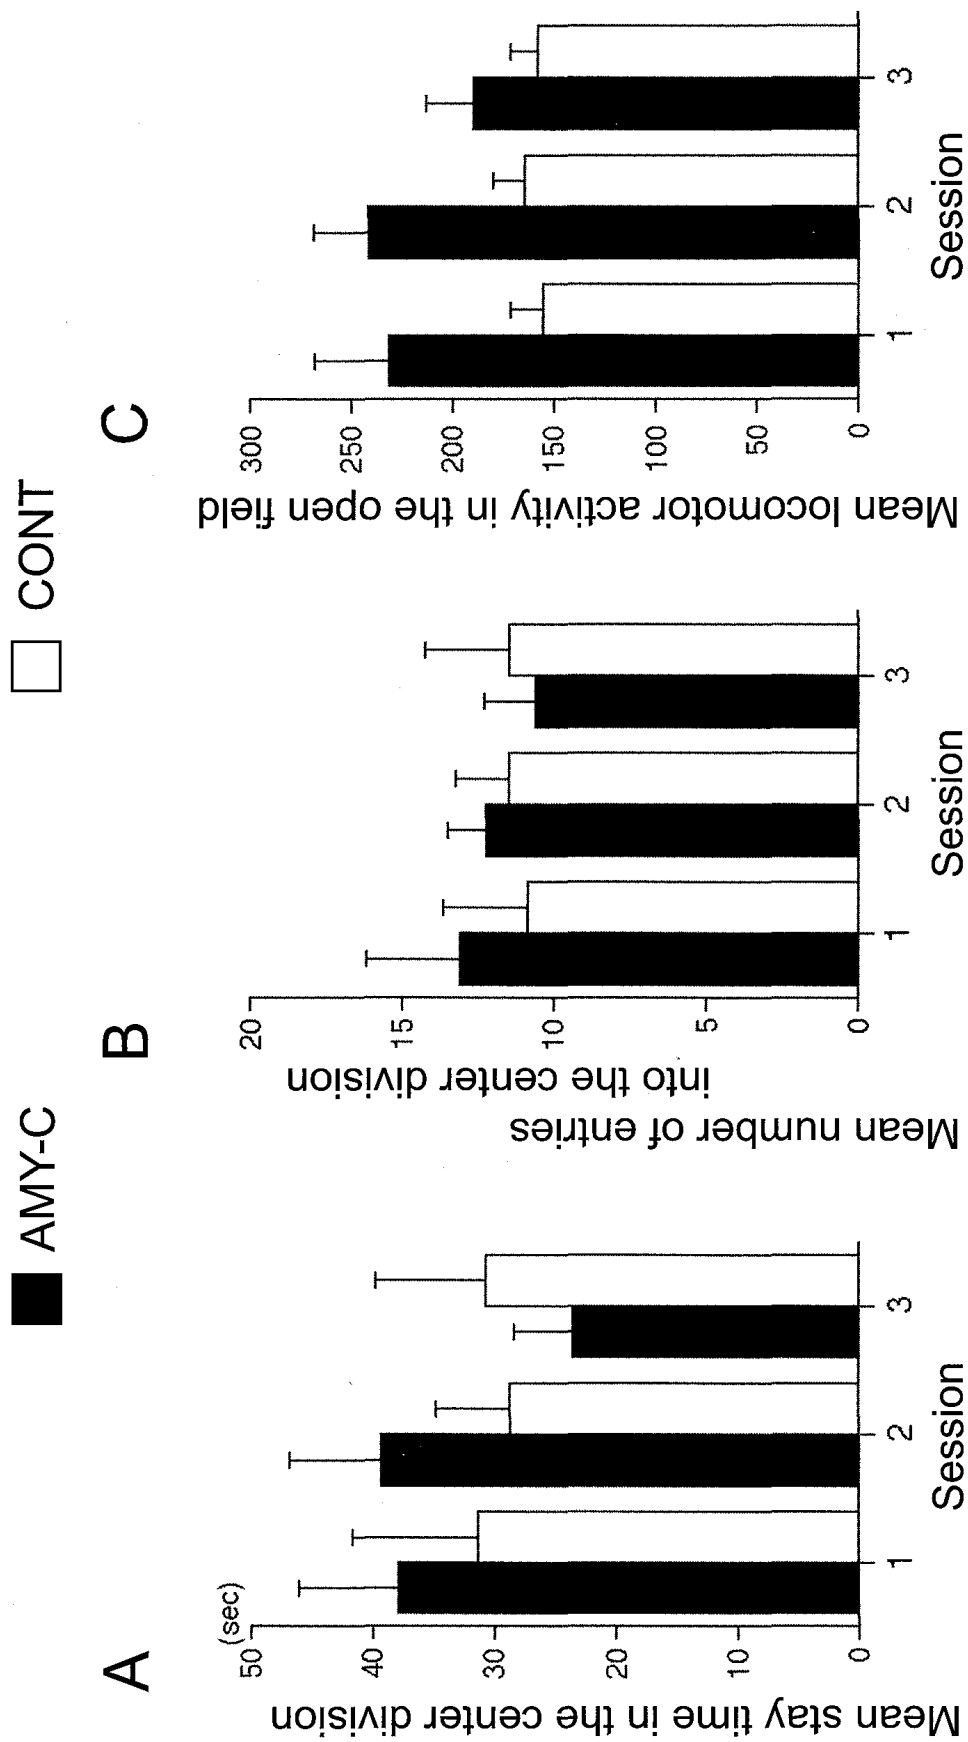 AMY-C
CONT
A
(sec)
50
40
30
20
10
0
Mean stay time in the center division
1
2
3
Session
B
20
15
10
5
0
Mean number of entries
into the center division
1
2
3
Session
C
300
250
200
150
100
50
0
Mean locomotor activity in the open field
1
2
3
Session